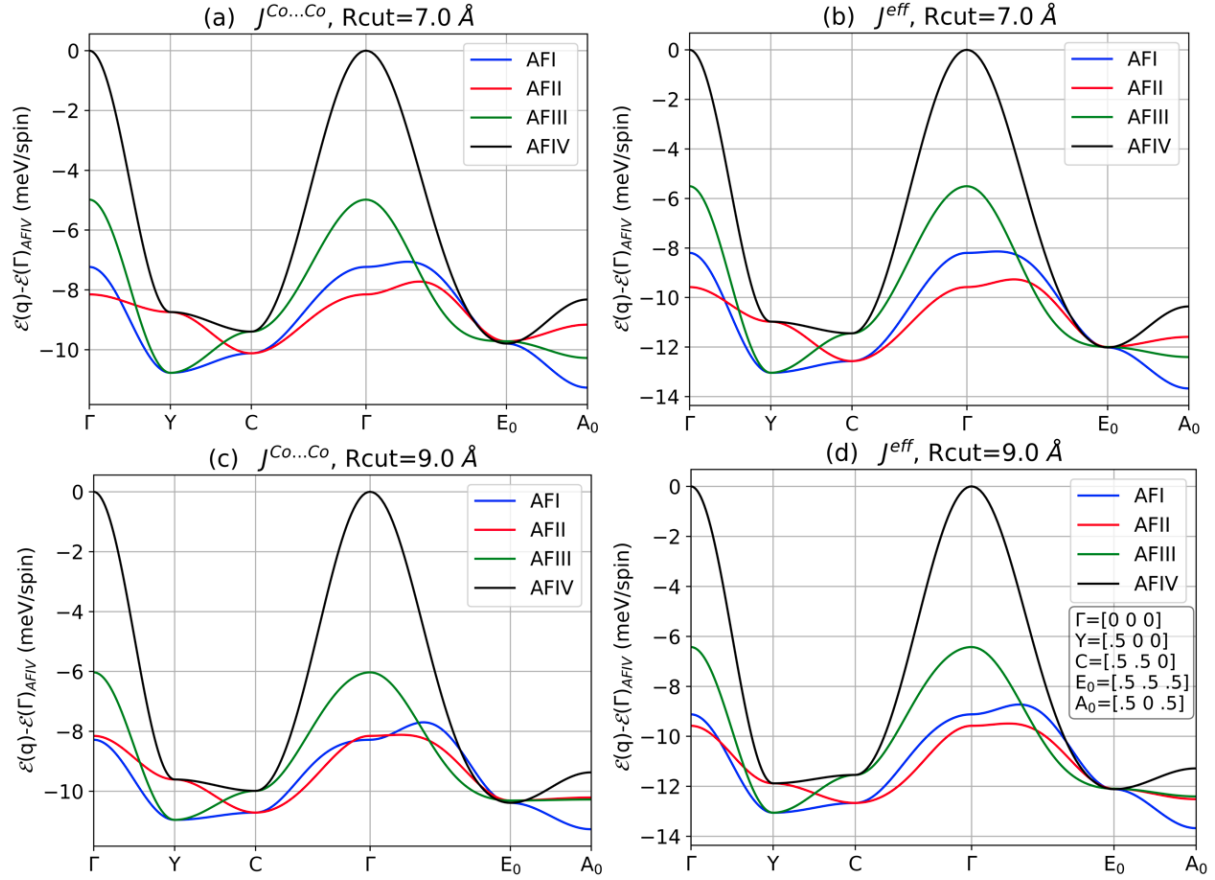 (a) J^{Co...Co}, Rcut=7.0 Å
ℰ(q)-ℰ(Γ)_{AFIV} (meV/spin)
0
−2
−4
−6
−8
−10
AFI
AFII
AFIII
AFIV
Γ Y C Γ E₀ A₀
(b) J^{eff}, Rcut=7.0 Å
ℰ(q)-ℰ(Γ)_{AFIV} (meV/spin)
0
−2
−4
−6
−8
−10
−12
−14
AFI
AFII
AFIII
AFIV
Γ Y C Γ E₀ A₀
(c) J^{Co...Co}, Rcut=9.0 Å
ℰ(q)-ℰ(Γ)_{AFIV} (meV/spin)
0
−2
−4
−6
−8
−10
AFI
AFII
AFIII
AFIV
Γ Y C Γ E₀ A₀
(d) J^{eff}, Rcut=9.0 Å
ℰ(q)-ℰ(Γ)_{AFIV} (meV/spin)
0
−2
−4
−6
−8
−10
−12
−14
AFI
AFII
AFIII
AFIV
Γ=[0 0 0]
Y=[.5 0 0]
C=[.5 .5 0]
E₀=[.5 .5 .5]
A₀=[.5 0 .5]
Γ Y C Γ E₀ A₀